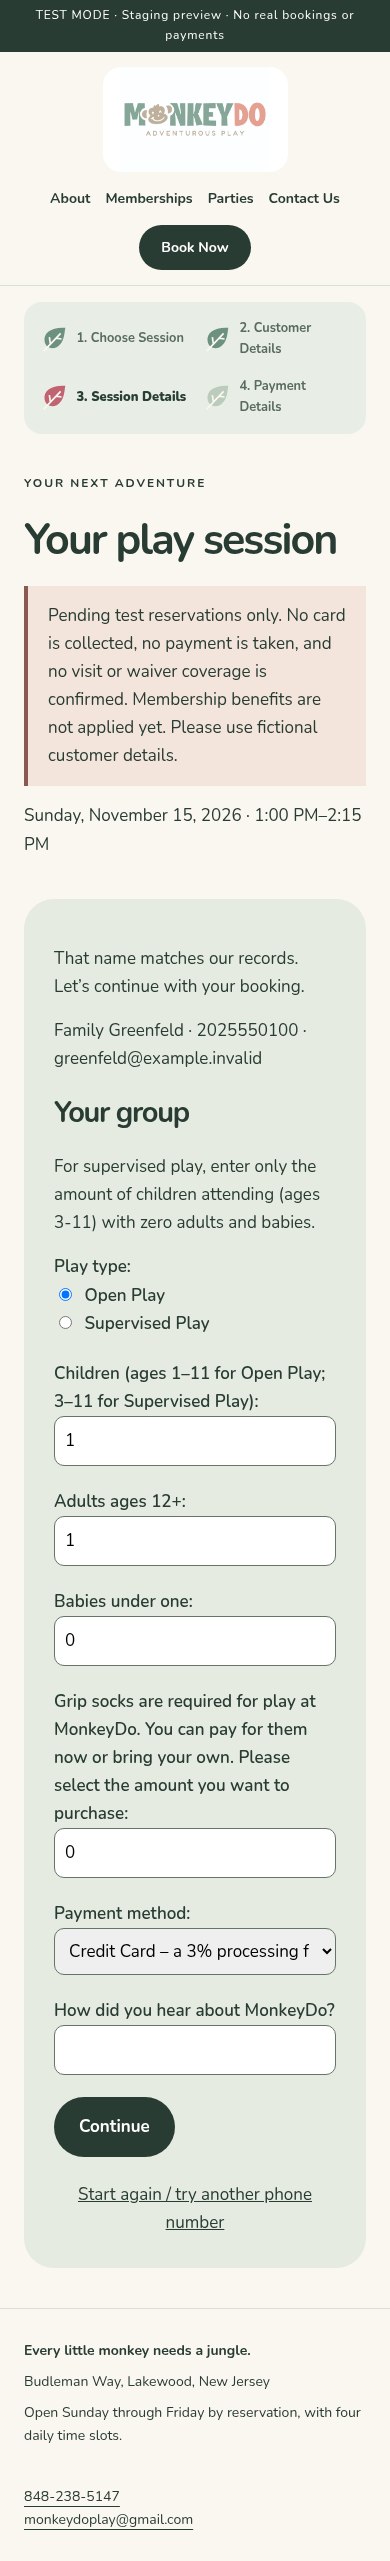 TEST MODE · Staging preview · No real bookings or
payments
MONKEYDO
ADVENTUROUS PLAY
About Memberships Parties Contact Us
Book Now
1. Choose Session
2. Customer
Details
3. Session Details
4. Payment
Details
YOUR NEXT ADVENTURE
Your play session
Pending test reservations only. No card
is collected, no payment is taken, and
no visit or waiver coverage is
confirmed. Membership benefits are
not applied yet. Please use fictional
customer details.
Sunday, November 15, 2026 · 1:00 PM–2:15
PM
That name matches our records.
Let’s continue with your booking.
Family Greenfeld · 2025550100 ·
greenfeld@example.invalid
Your group
For supervised play, enter only the
amount of children attending (ages
3-11) with zero adults and babies.
Play type:
Open Play
Supervised Play
Children (ages 1–11 for Open Play;
3–11 for Supervised Play):
1
Adults ages 12+:
1
Babies under one:
0
Grip socks are required for play at
MonkeyDo. You can pay for them
now or bring your own. Please
select the amount you want to
purchase:
0
Payment method:
Credit Card – a 3% processing f
How did you hear about MonkeyDo?
Continue
Start again / try another phone
number
Every little monkey needs a jungle.
Budleman Way, Lakewood, New Jersey
Open Sunday through Friday by reservation, with four
daily time slots.
848-238-5147
monkeydoplay@gmail.com